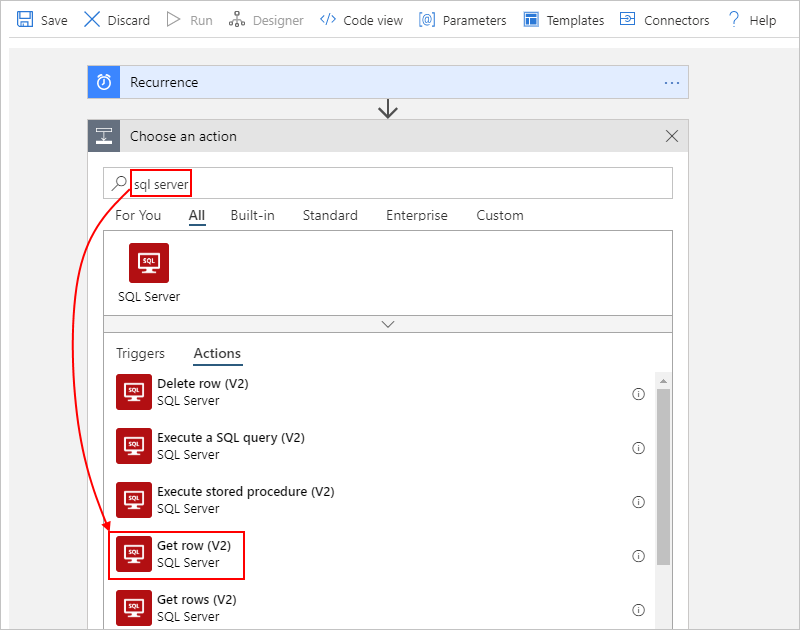 Save Discard Run Designer </> Code view [@] Parameters Templates Connectors ? Help
Recurrence ...
Choose an action
sql server
For You All Built-in Standard Enterprise Custom
SQL
SQL Server
Triggers Actions
SQL Delete row (V2)
SQL Server
SQL Execute a SQL query (V2)
SQL Server
SQL Execute stored procedure (V2)
SQL Server
SQL Get row (V2)
SQL Server
SQL Get rows (V2)
SQL Server